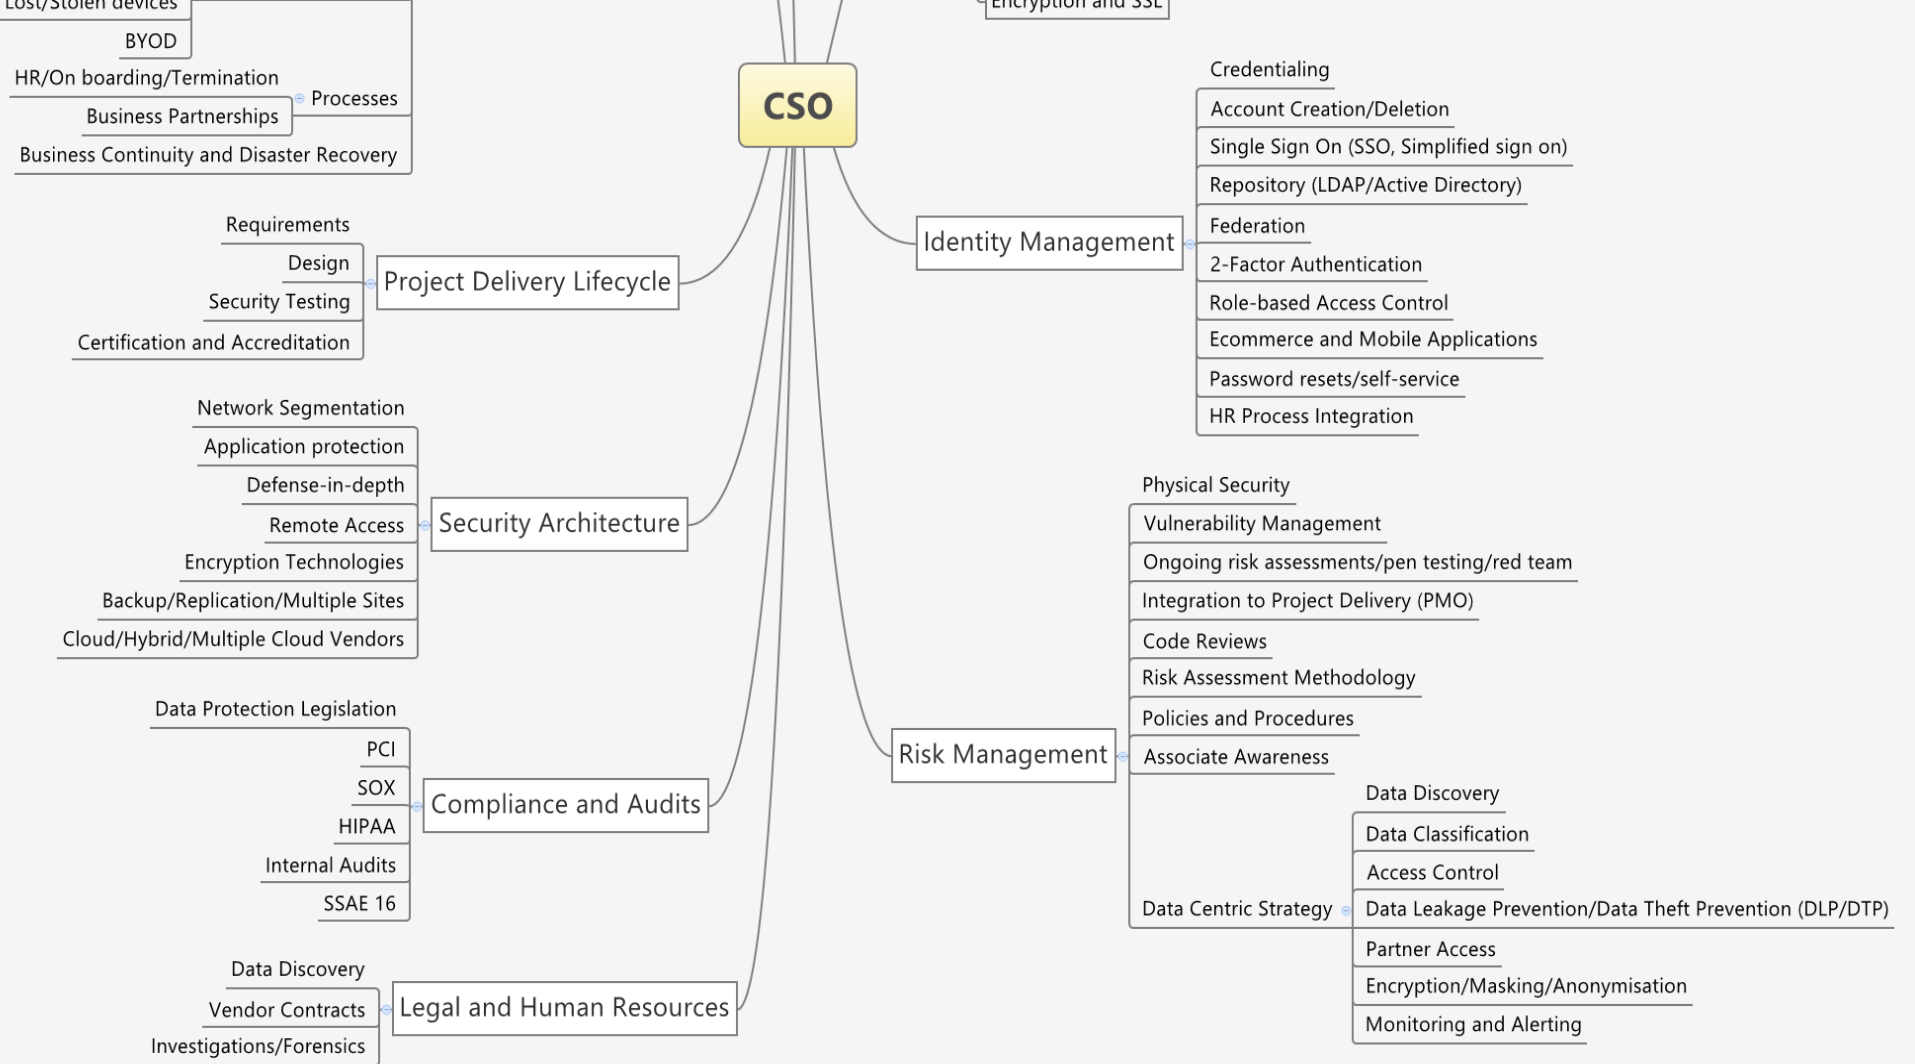 Lost/Stolen devices
BYOD
HR/On boarding/Termination
Business Partnerships
Processes
Business Continuity and Disaster Recovery
Encryption and SSL
CSO
Requirements
Design
Security Testing
Certification and Accreditation
Project Delivery Lifecycle
Network Segmentation
Application protection
Defense-in-depth
Remote Access
Encryption Technologies
Backup/Replication/Multiple Sites
Cloud/Hybrid/Multiple Cloud Vendors
Security Architecture
Data Protection Legislation
PCI
SOX
HIPAA
Internal Audits
SSAE 16
Compliance and Audits
Data Discovery
Vendor Contracts
Investigations/Forensics
Legal and Human Resources
Identity Management
Credentialing
Account Creation/Deletion
Single Sign On (SSO, Simplified sign on)
Repository (LDAP/Active Directory)
Federation
2-Factor Authentication
Role-based Access Control
Ecommerce and Mobile Applications
Password resets/self-service
HR Process Integration
Risk Management
Physical Security
Vulnerability Management
Ongoing risk assessments/pen testing/red team
Integration to Project Delivery (PMO)
Code Reviews
Risk Assessment Methodology
Policies and Procedures
Associate Awareness
Data Centric Strategy
Data Discovery
Data Classification
Access Control
Data Leakage Prevention/Data Theft Prevention (DLP/DTP)
Partner Access
Encryption/Masking/Anonymisation
Monitoring and Alerting